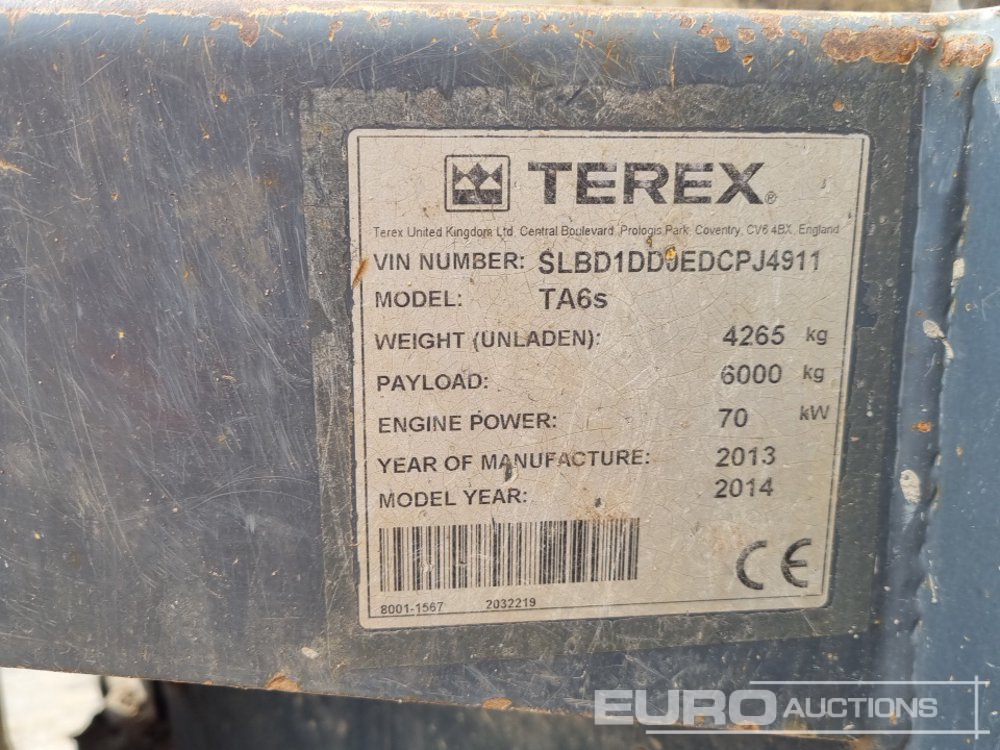 TEREX®
Terex United Kingdom Ltd, Central Boulevard, Prologis Park, Coventry, CV6 4BX, England
VIN NUMBER: SLBD1DD0EDCPJ4911
MODEL: TA6s
WEIGHT (UNLADEN): 4265 kg
PAYLOAD: 6000 kg
ENGINE POWER: 70 kW
YEAR OF MANUFACTURE: 2013
MODEL YEAR: 2014
CE
8001-1567 2032219
EURO AUCTIONS